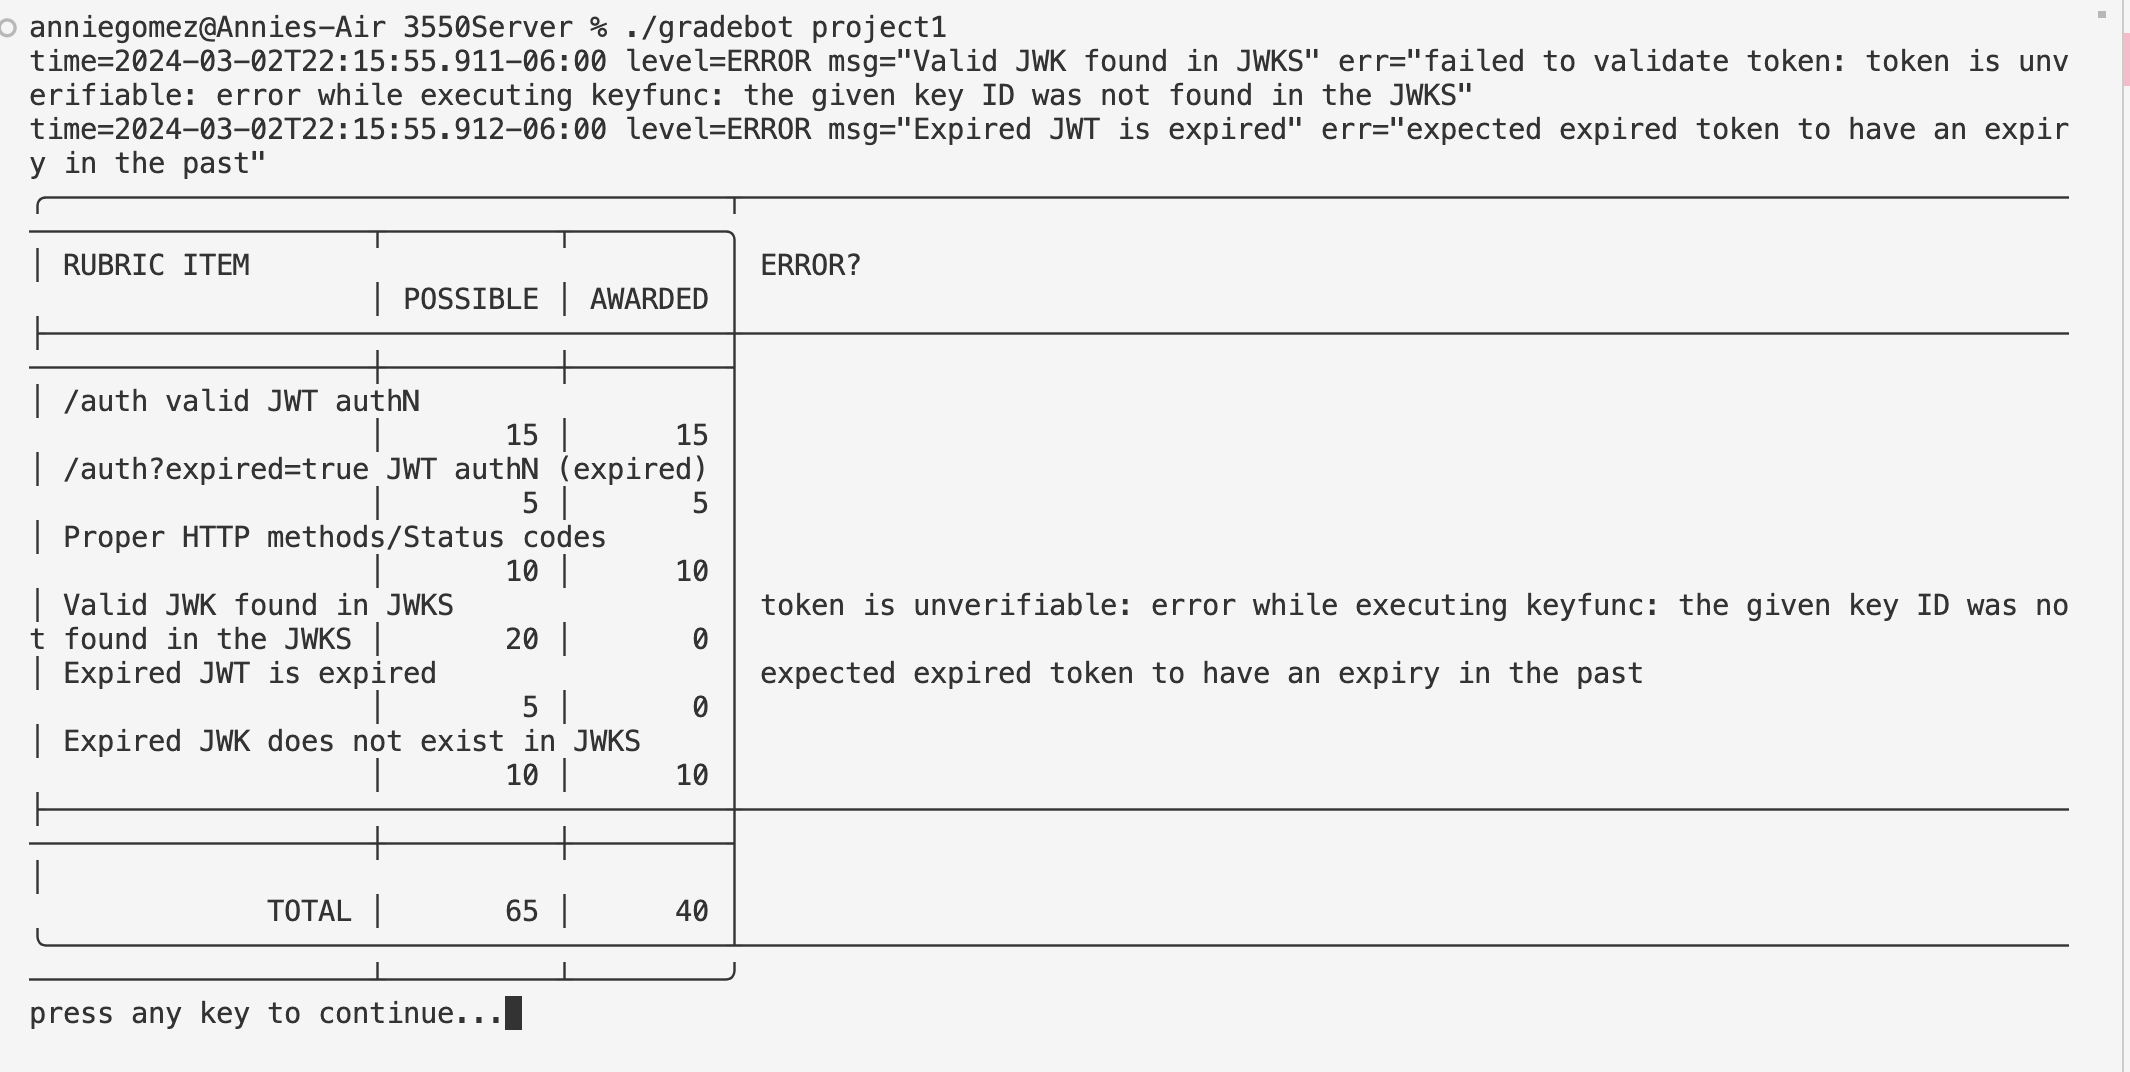 anniegomez@Annies-Air 3550Server % ./gradebot project1
time=2024-03-02T22:15:55.911-06:00 level=ERROR msg="Valid JWK found in JWKS" err="failed to validate token: token is unv
erifiable: error while executing keyfunc: the given key ID was not found in the JWKS"
time=2024-03-02T22:15:55.912-06:00 level=ERROR msg="Expired JWT is expired" err="expected expired token to have an expir
y in the past"
RUBRIC ITEM ERROR?
POSSIBLE AWARDED
/auth valid JWT authN
15 15
/auth?expired=true JWT authN (expired)
5 5
Proper HTTP methods/Status codes
10 10
Valid JWK found in JWKS token is unverifiable: error while executing keyfunc: the given key ID was no
t found in the JWKS 20 0
Expired JWT is expired expected expired token to have an expiry in the past
5 0
Expired JWK does not exist in JWKS
10 10
TOTAL 65 40
press any key to continue...